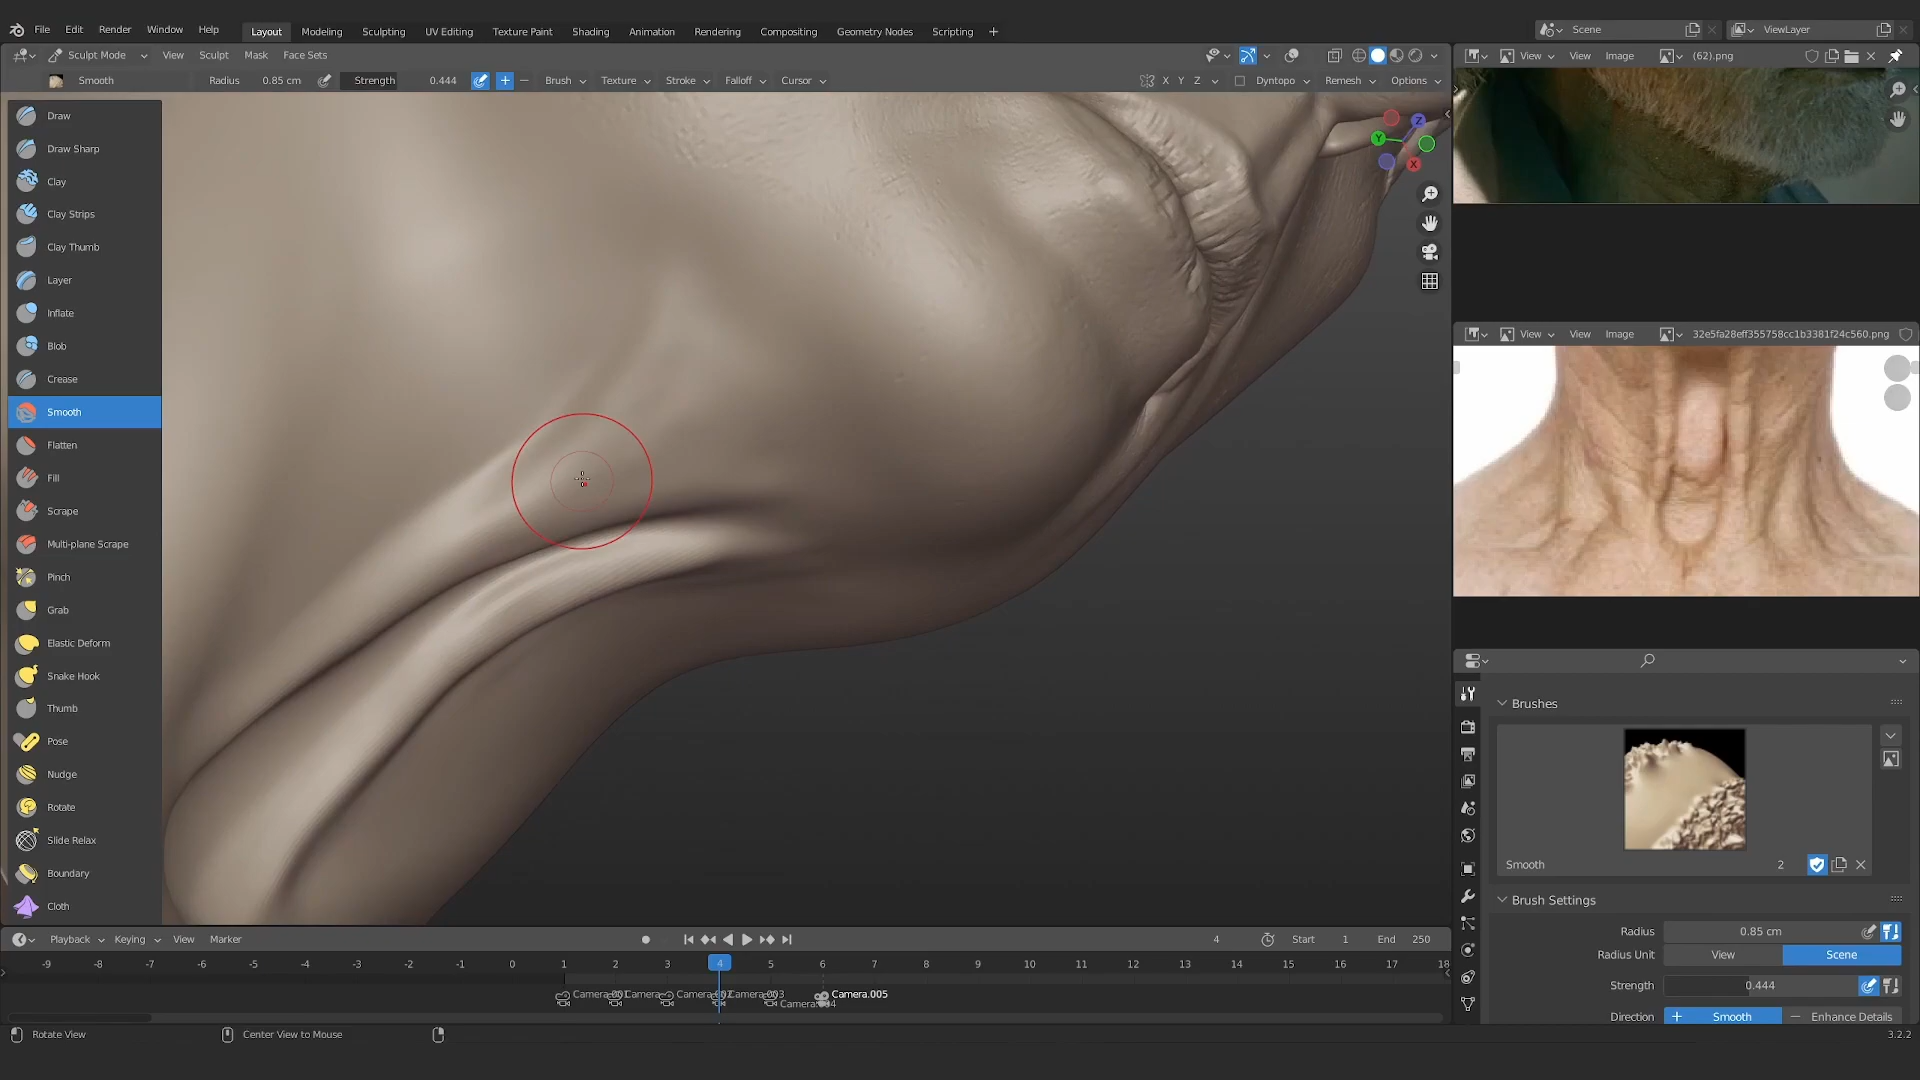 File Edit Render Window Help Layout Modeling Sculpting UV Editing Texture Paint Shading Animation Rendering Compositing Geometry Nodes Scripting + Scene ViewLayer
Sculpt Mode View Sculpt Mask Face Sets View View Image (62).png
Smooth Radius 0.85 cm Strength 0.444 Brush Texture Stroke Falloff Cursor X Y Z Dyntopo Remesh Options
Draw
Draw Sharp
Clay
Clay Strips
Clay Thumb
Layer
Inflate
Blob
Crease
Smooth
Flatten
Fill
Scrape
Multi-plane Scrape
Pinch
Grab
Elastic Deform
Snake Hook
Thumb
Pose
Nudge
Rotate
Slide Relax
Boundary
Cloth
Z
Y
X
View View Image 32e5fa28eff355758cc1b3381f24c560.png
Brushes
Smooth 2
Brush Settings
Radius 0.85 cm
Radius Unit View Scene
Strength 0.444
Direction + Smooth − Enhance Details
Playback Keying View Marker 4 Start 1 End 250
-9 -8 -7 -6 -5 -4 -3 -2 -1 0 1 2 3 4 5 6 7 8 9 10 11 12 13 14 15 16 17 18
Camera.001 Camera Camera.002 Camera.003 Camera.005
Rotate View Center View to Mouse 3.2.2